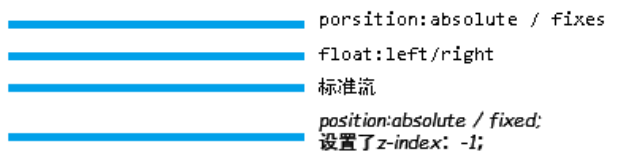 porsition:absolute / fixes
float:left/right
标准流
position:absolute / fixed;
设置了z-index: -1;